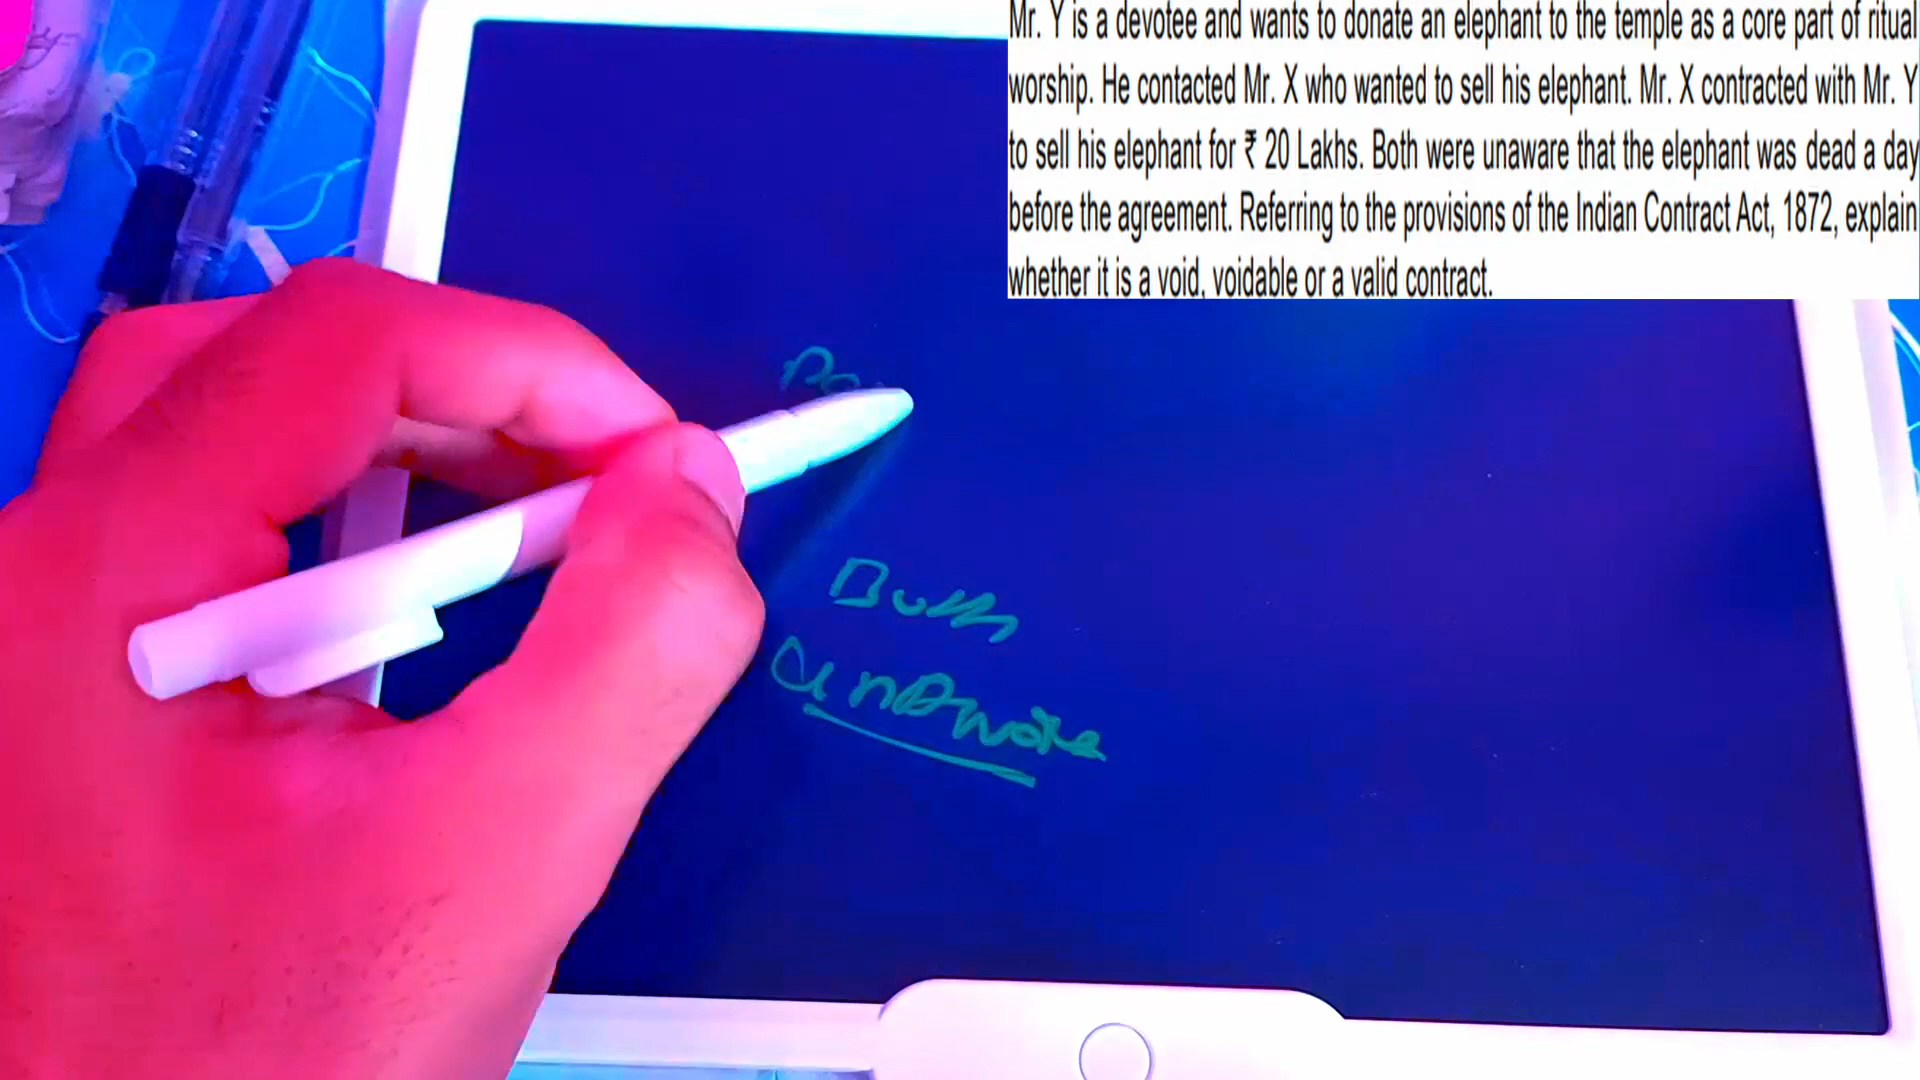 Mr. Y is a devotee and wants to donate an elephant to the temple as a core part of ritual
worship. He contacted Mr. X who wanted to sell his elephant. Mr. X contracted with Mr. Y
to sell his elephant for ₹ 20 Lakhs. Both were unaware that the elephant was dead a day
before the agreement. Referring to the provisions of the Indian Contract Act, 1872, explain
whether it is a void, voidable or a valid contract.
Both